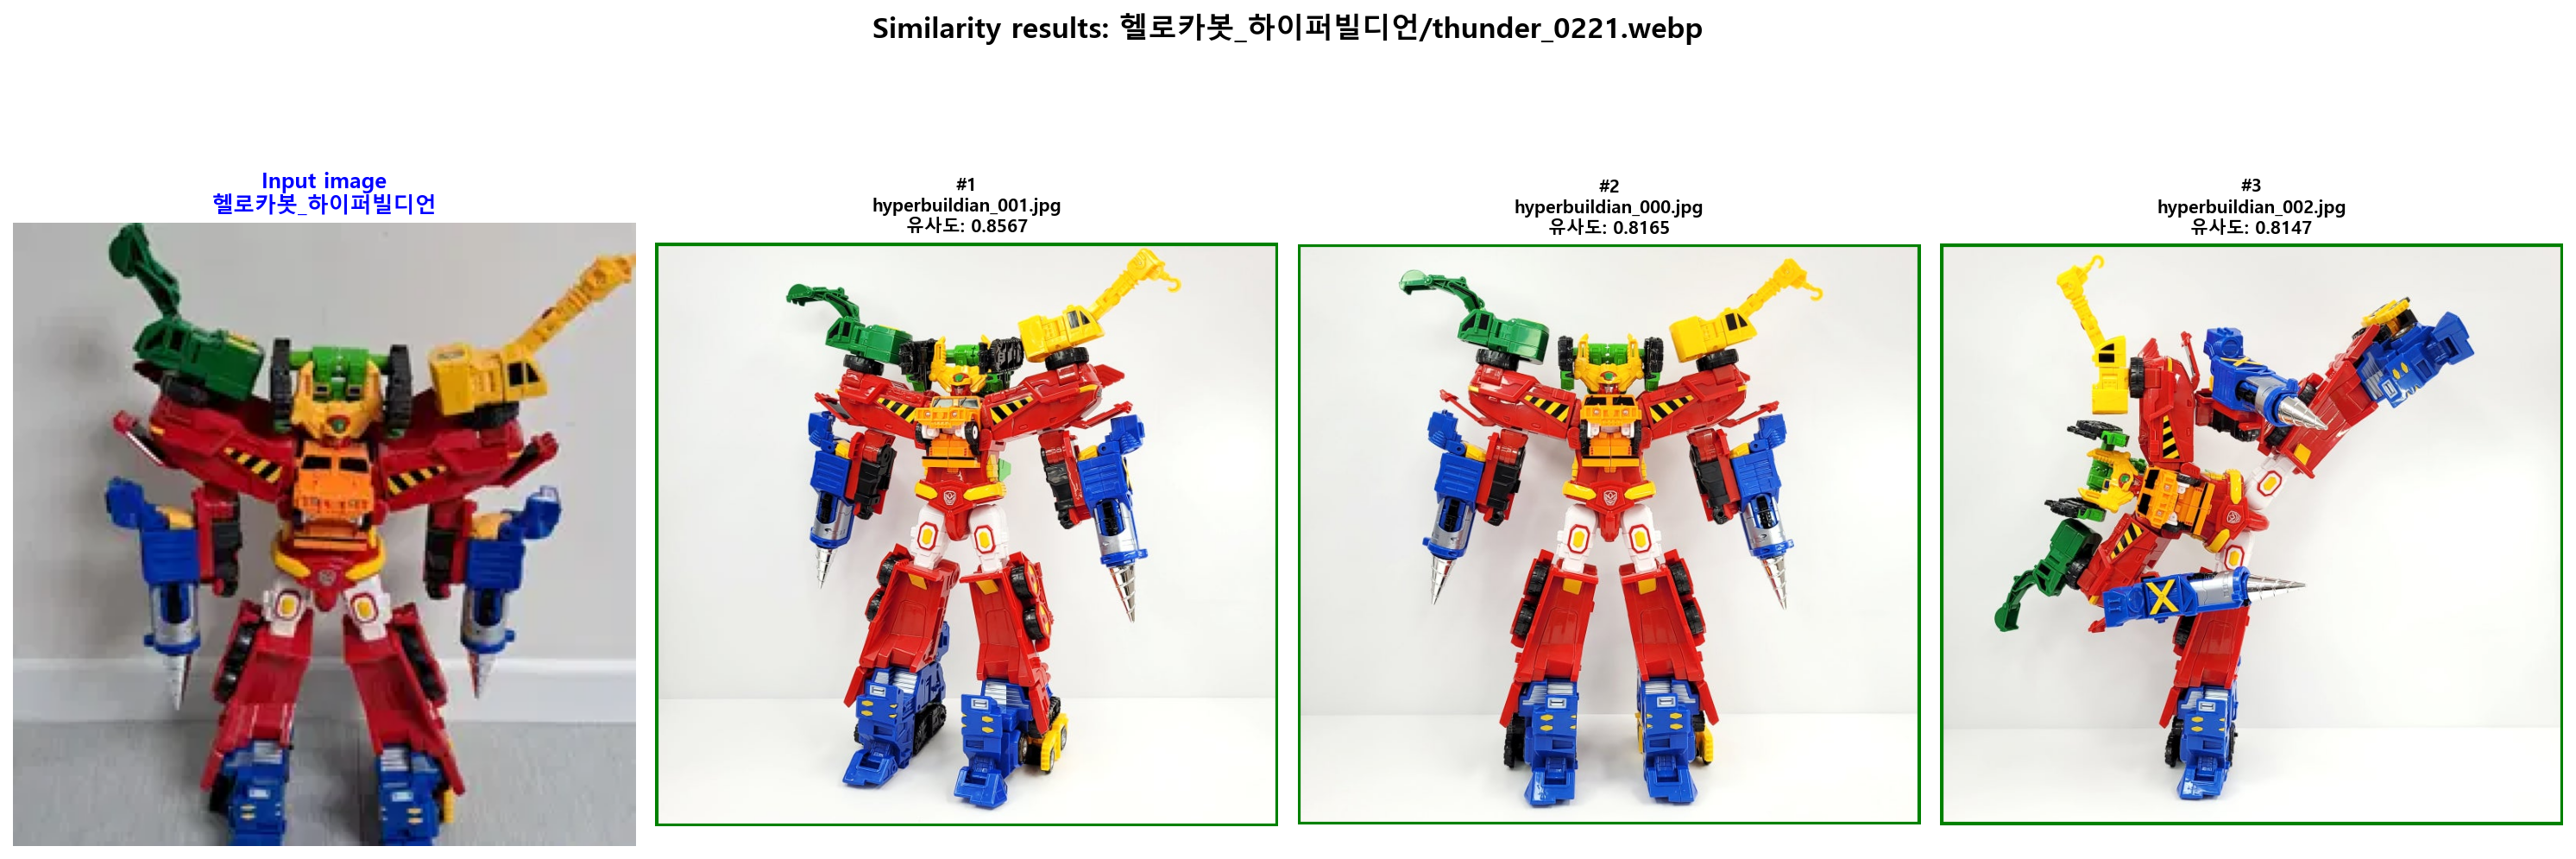 Similarity results: 헬로카봇_하이퍼빌디언/thunder_0221.webp
Input image
헬로카봇_하이퍼빌디언
#1
hyperbuildian_001.jpg
유사도: 0.8567
#2
hyperbuildian_000.jpg
유사도: 0.8165
#3
hyperbuildian_002.jpg
유사도: 0.8147